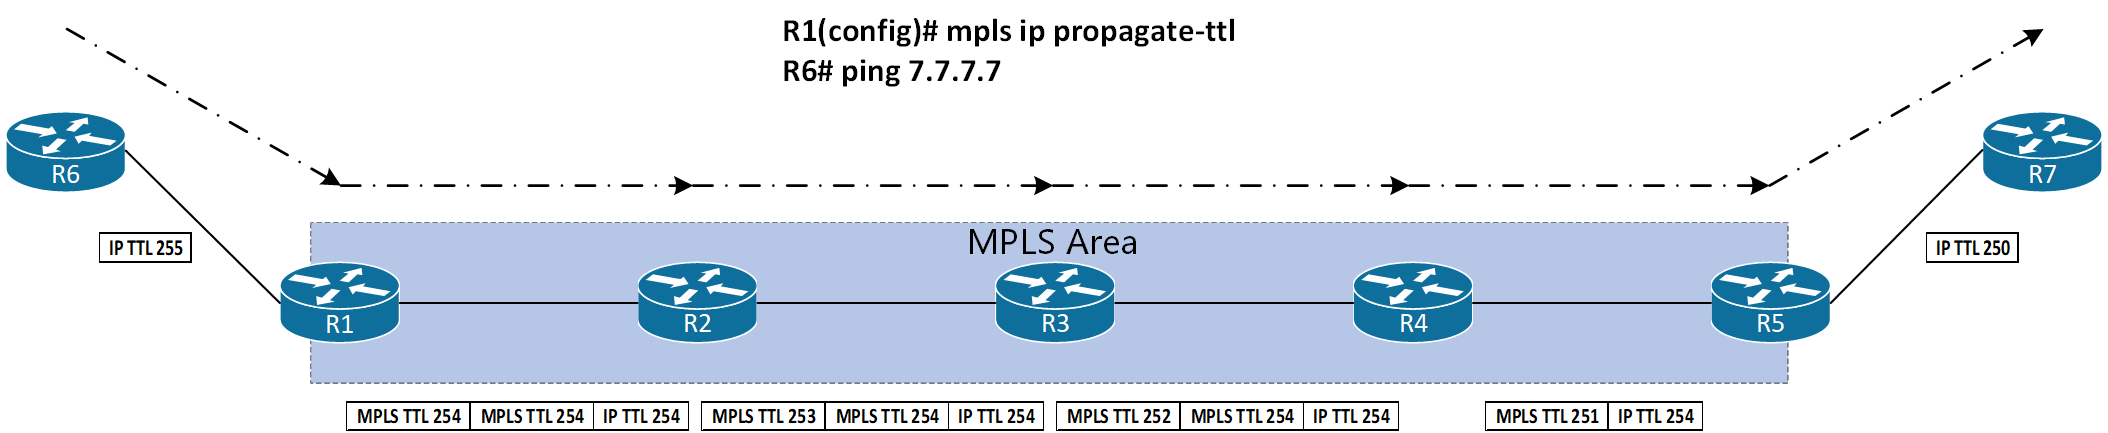 R1(config)# mpls ip propagate-ttl
R6# ping 7.7.7.7
R6
R7
IP TTL 255
MPLS Area
IP TTL 250
R1
R2
R3
R4
R5
MPLS TTL 254 MPLS TTL 254 IP TTL 254
MPLS TTL 253 MPLS TTL 254 IP TTL 254
MPLS TTL 252 MPLS TTL 254 IP TTL 254
MPLS TTL 251 IP TTL 254